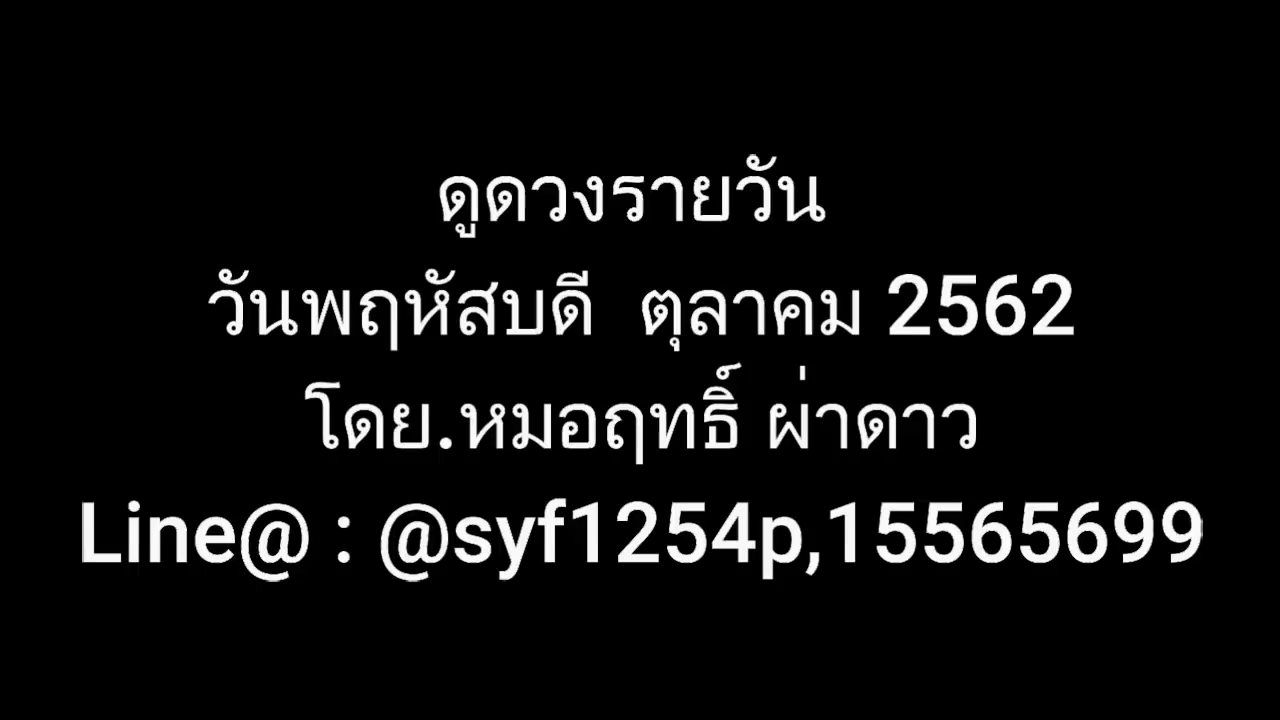 ดูดวงรายวัน
วันพฤหัสบดี  ตุลาคม 2562
โดย.หมอฤทธิ์ ผ่าดาว
Line@ : @syf1254p,15565699